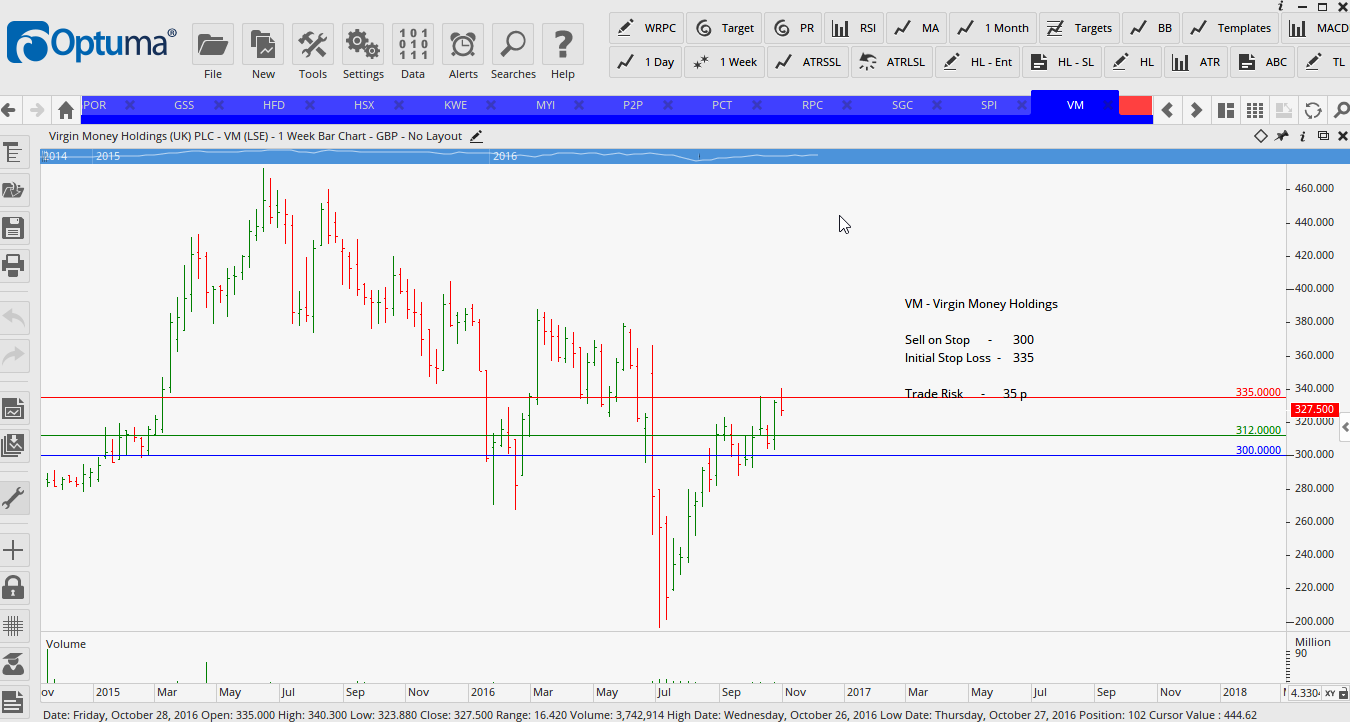 i
Optuma®
File New Tools Settings Data Alerts Searches Help
101 010 111
WRPC Target PR RSI MA 1 Month Targets BB Templates MACD
1 Day 1 Week ATRSSL ATRLSL HL - Ent HL - SL HL ATR ABC TL
POR GSS HFD HSX KWE MYI P2P PCT RPC SGC SPI VM
Virgin Money Holdings (UK) PLC - VM (LSE) - 1 Week Bar Chart - GBP - No Layout
2014 2015 2016
460.000
440.000
420.000
400.000
380.000
360.000
340.000
320.000
300.000
280.000
260.000
240.000
220.000
200.000
VM - Virgin Money Holdings
Sell on Stop - 300
Initial Stop Loss - 335
Trade Risk - 35 p
335.0000
327.500
312.0000
300.0000
Volume
Million
90
ov 2015 Mar May Jul Sep Nov 2016 Mar May Jul Sep Nov 2017 Mar May Jul Sep Nov 2018
4.330 XY
Date: Friday, October 28, 2016 Open: 335.000 High: 340.300 Low: 323.880 Close: 327.500 Range: 16.420 Volume: 3,742,914 High Date: Wednesday, October 26, 2016 Low Date: Thursday, October 27, 2016 Position: 102 Cursor Value : 444.62